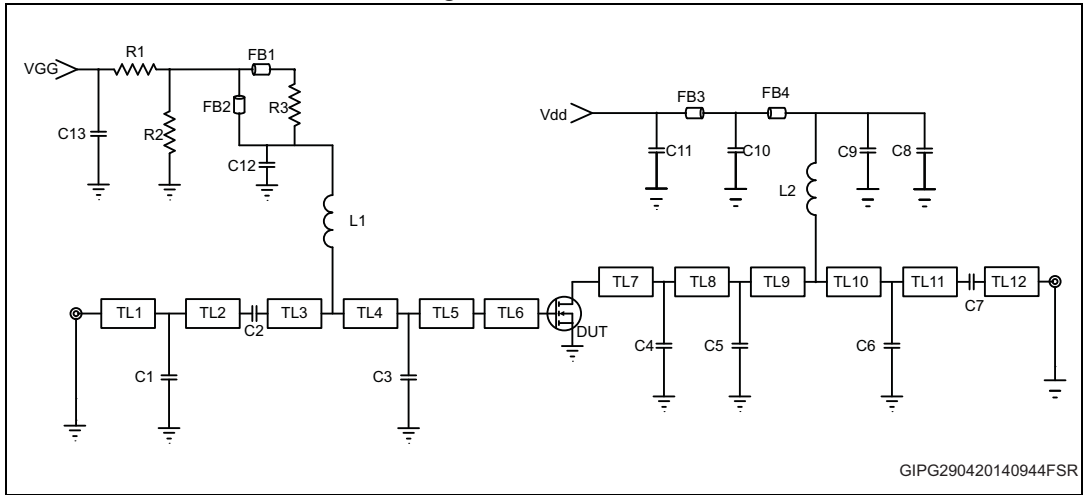 R1
FB1
VGG
FB2
R3
C13
R2
C12
L1
FB3
FB4
Vdd
C11
C10
C9
C8
L2
TL1
TL2
C2
TL3
TL4
TL5
TL6
DUT
TL7
TL8
TL9
TL10
TL11
C7
TL12
C1
C3
C4
C5
C6
GIPG290420140944FSR